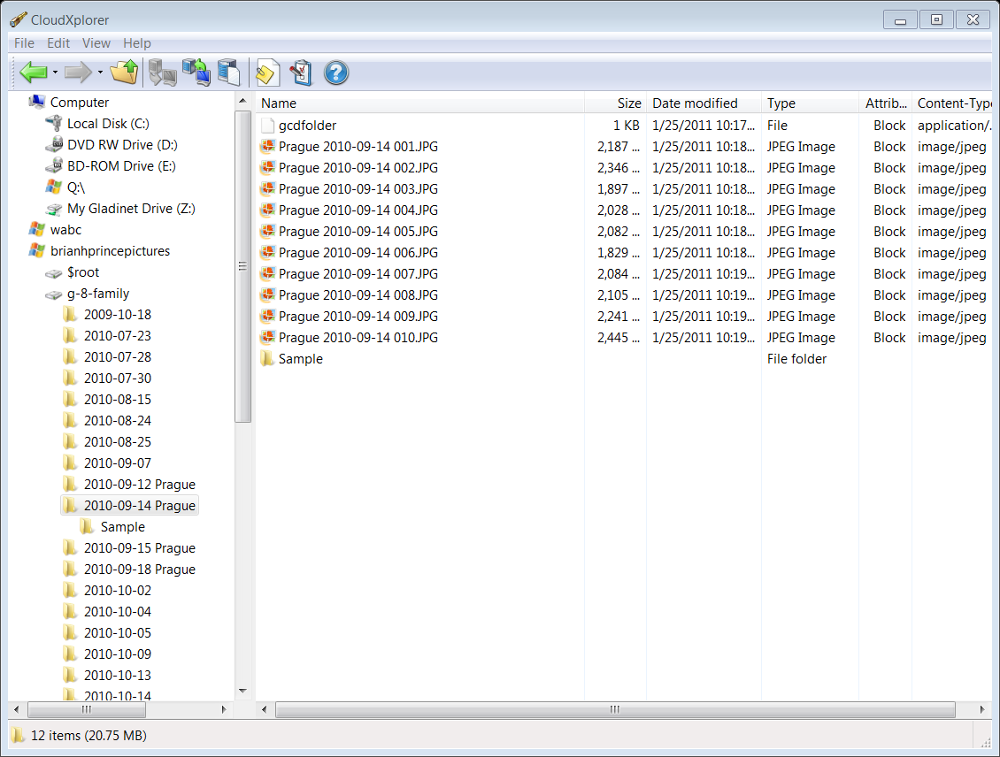 CloudXplorer
File Edit View Help
Computer
Local Disk (C:)
DVD RW Drive (D:)
BD-ROM Drive (E:)
Q:\
My Gladinet Drive (Z:)
wabc
brianhprincepictures
$root
g-8-family
2009-10-18
2010-07-23
2010-07-28
2010-07-30
2010-08-15
2010-08-24
2010-08-25
2010-09-07
2010-09-12 Prague
2010-09-14 Prague
Sample
2010-09-15 Prague
2010-09-18 Prague
2010-10-02
2010-10-04
2010-10-05
2010-10-09
2010-10-13
2010-10-14
Name Size Date modified Type Attrib... Content-Type
gcdfolder 1 KB 1/25/2011 10:17... File Block application/.
Prague 2010-09-14 001.JPG 2,187 ... 1/25/2011 10:18... JPEG Image Block image/jpeg
Prague 2010-09-14 002.JPG 2,346 ... 1/25/2011 10:18... JPEG Image Block image/jpeg
Prague 2010-09-14 003.JPG 1,897 ... 1/25/2011 10:18... JPEG Image Block image/jpeg
Prague 2010-09-14 004.JPG 2,028 ... 1/25/2011 10:18... JPEG Image Block image/jpeg
Prague 2010-09-14 005.JPG 2,082 ... 1/25/2011 10:18... JPEG Image Block image/jpeg
Prague 2010-09-14 006.JPG 1,829 ... 1/25/2011 10:18... JPEG Image Block image/jpeg
Prague 2010-09-14 007.JPG 2,084 ... 1/25/2011 10:19... JPEG Image Block image/jpeg
Prague 2010-09-14 008.JPG 2,105 ... 1/25/2011 10:19... JPEG Image Block image/jpeg
Prague 2010-09-14 009.JPG 2,241 ... 1/25/2011 10:19... JPEG Image Block image/jpeg
Prague 2010-09-14 010.JPG 2,445 ... 1/25/2011 10:19... JPEG Image Block image/jpeg
Sample File folder
12 items (20.75 MB)